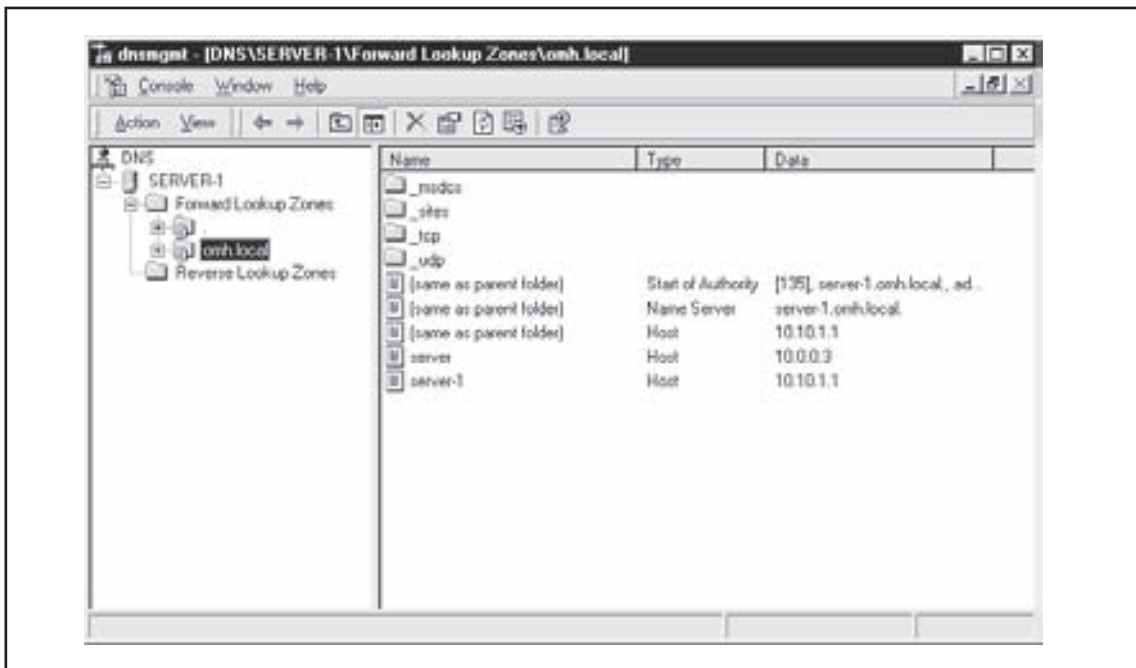 dnsmgmt - [DNS\SERVER-1\Forward Lookup Zones\omh.local]
Console Window Help
Action View
DNS
SERVER-1
Forward Lookup Zones
.
omh.local
Reverse Lookup Zones
Name Type Data
_msdcs
_sites
_tcp
_udp
(same as parent folder) Start of Authority [135], server-1.omh.local., ad...
(same as parent folder) Name Server server-1.omh.local.
(same as parent folder) Host 10.10.1.1
server Host 10.0.0.3
server-1 Host 10.10.1.1